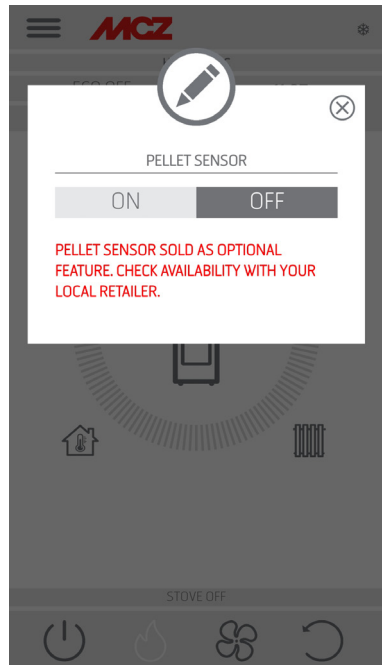 MCZ
PELLET SENSOR
ON OFF
PELLET SENSOR SOLD AS OPTIONAL
FEATURE. CHECK AVAILABILITY WITH YOUR
LOCAL RETAILER.
STOVE OFF